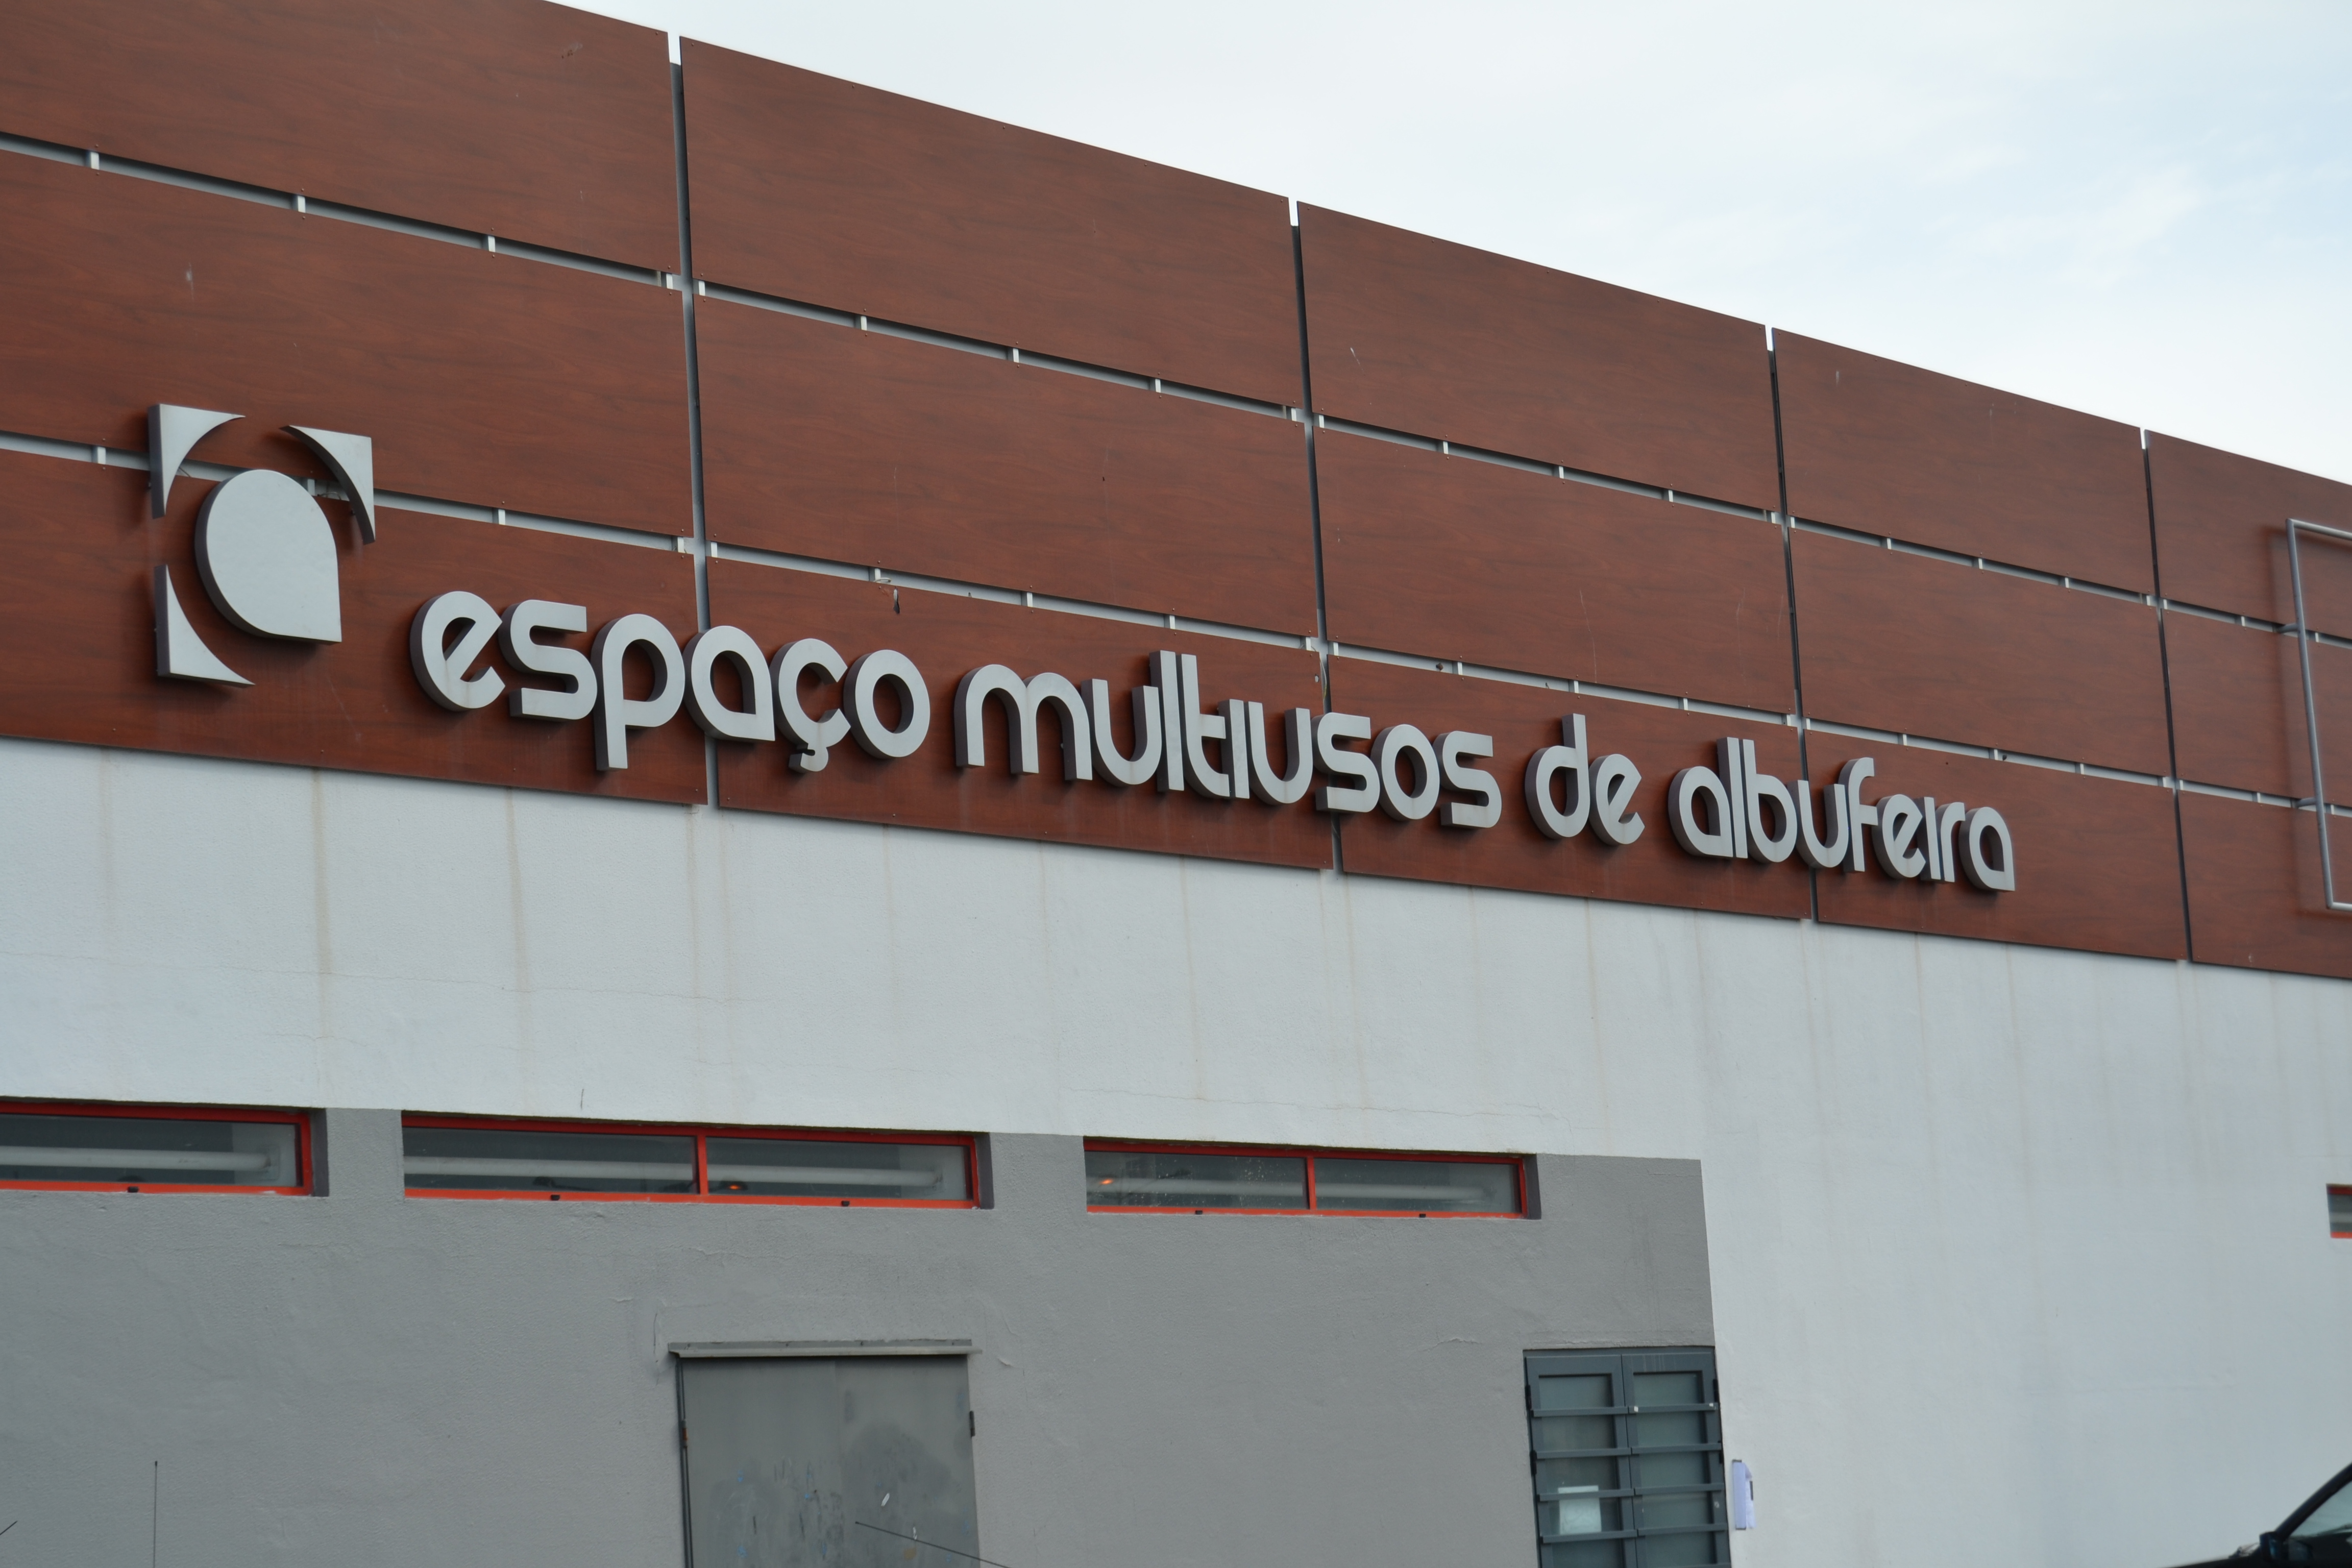 espaço multiusos de albufeira